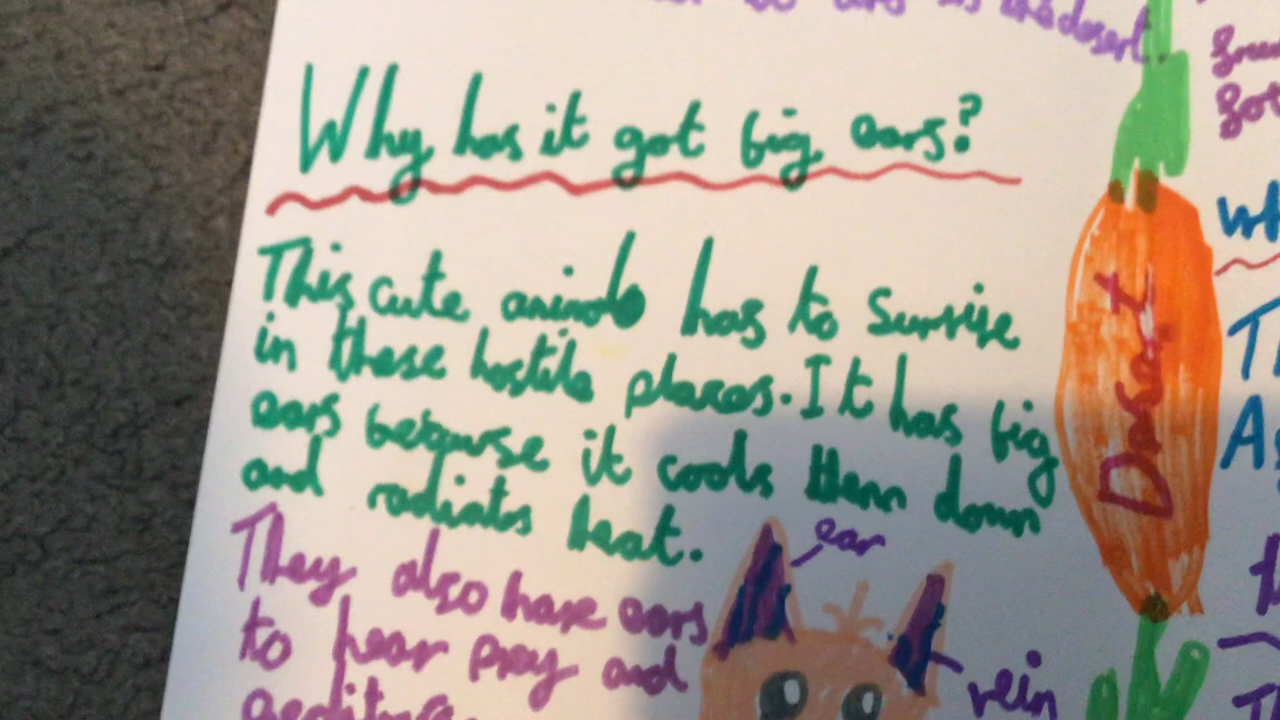 desert.
Why has it got big ears?
This cute animal has to survive
in these hostile places. It has big
ears because it cools them down
and radiates heat.
They also have ears
to hear prey and
ear
vein
Desert